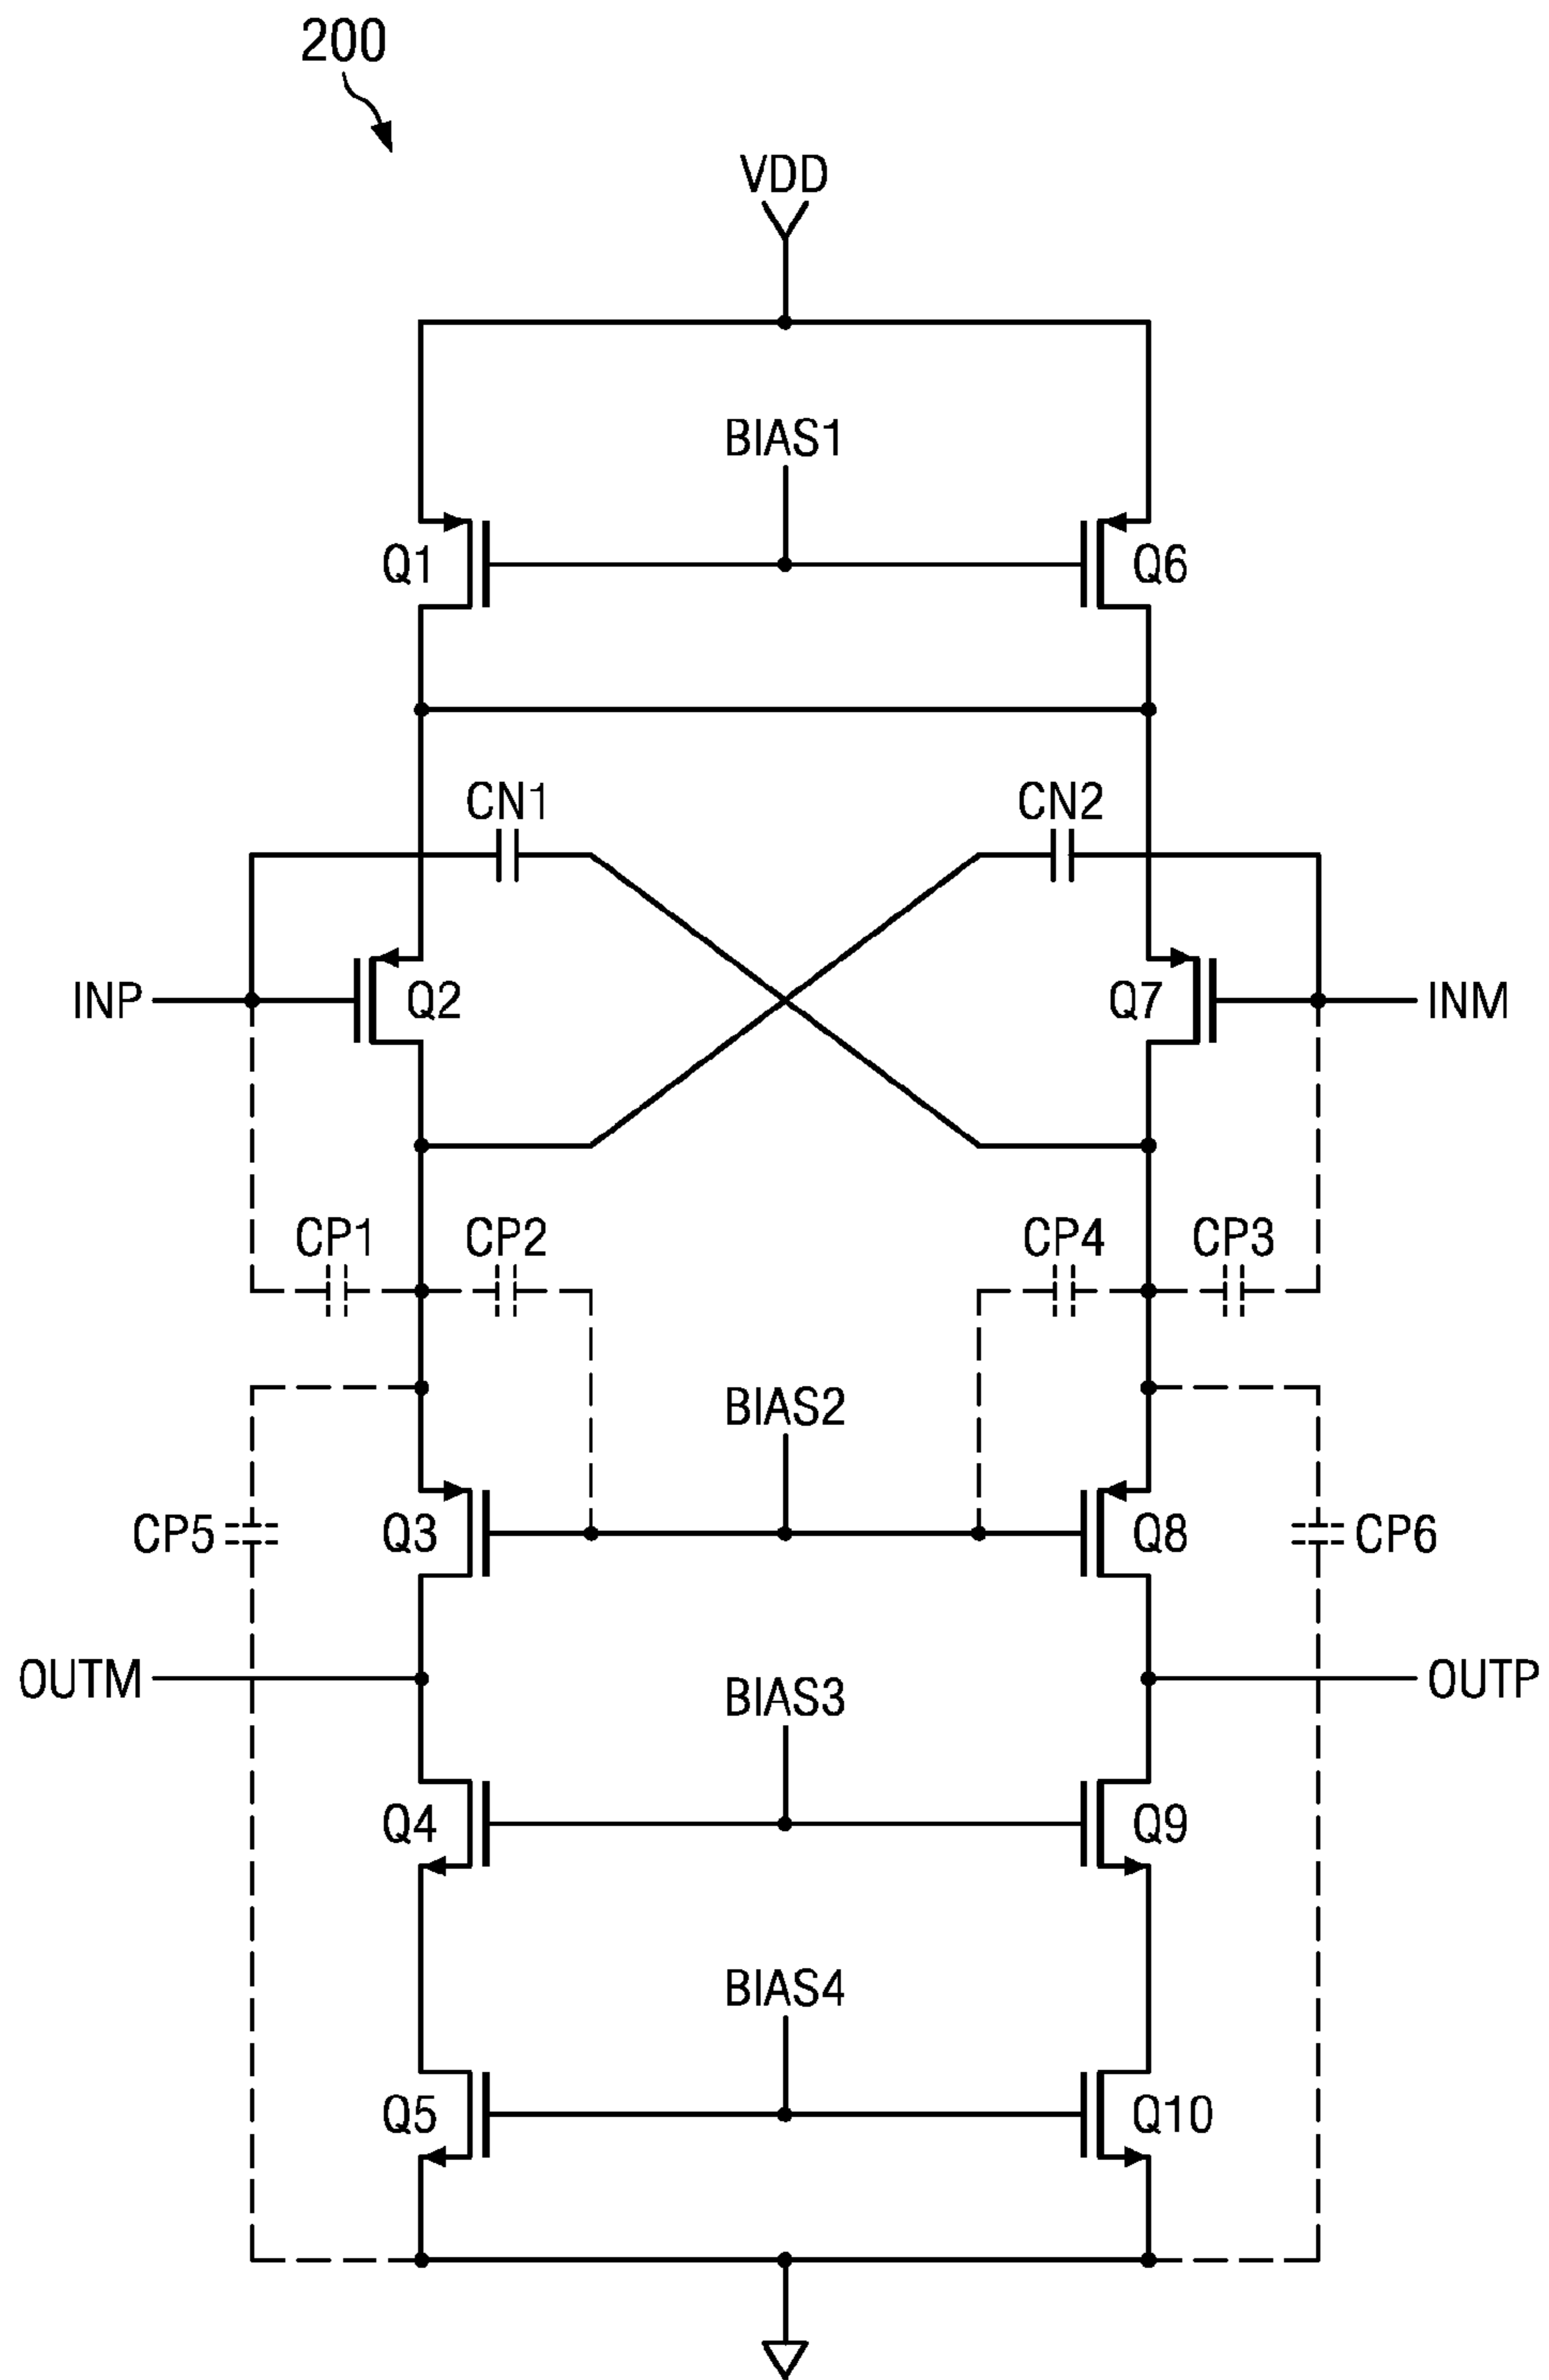 200
VDD
BIAS1
Q1 Q6
CN1 CN2
INP Q2 Q7 INM
CP1 CP2 CP4 CP3
BIAS2
CP5 Q3 Q8 CP6
OUTM BIAS3 OUTP
Q4 Q9
BIAS4
Q5 Q10